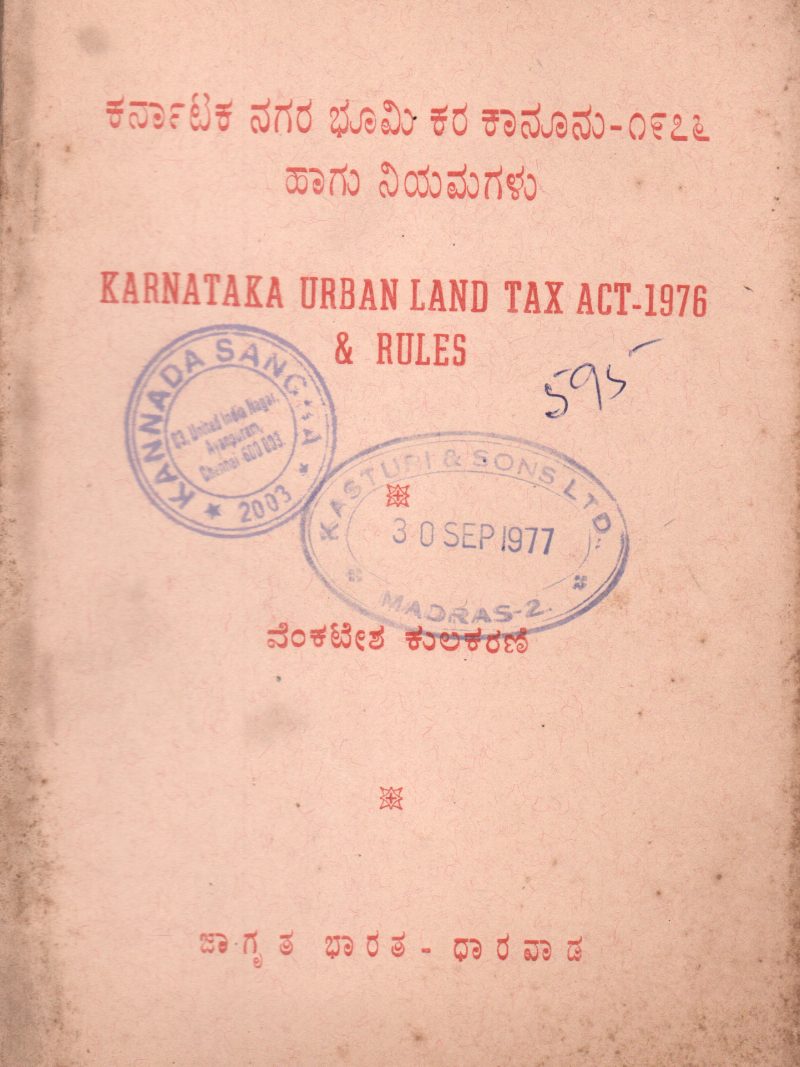 ಕರ್ನಾಟಕ ನಗರ ಭೂಮಿ ಕರ ಕಾನೂನು-೧೯೭೬
ಹಾಗು ನಿಯಮಗಳು
KARNATAKA URBAN LAND TAX ACT-1976
& RULES
595
KANNADA SANGHA
03, United India Nagar,
Ayanpuram,
Chennai-600 023.
★ 2003 ★
KASTURI & SONS LTD.
30 SEP 1977
MADRAS-2.
ವೆಂಕಟೇಶ ಕುಲಕರಣಿ
ಜಾಗೃತ ಭಾರತ - ಧಾರವಾಡ